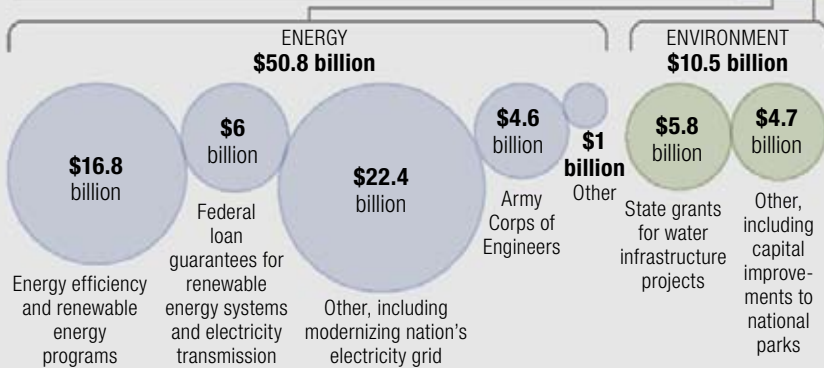 ENERGY
$50.8 billion
$16.8
billion
Energy efficiency
and renewable
energy
programs
$6
billion
Federal
loan
guarantees for
renewable
energy systems
and electricity
transmission
$22.4
billion
Other, including
modernizing nation's
electricity grid
$4.6
billion
Army
Corps of
Engineers
$1
billion
Other
ENVIRONMENT
$10.5 billion
$5.8
billion
State grants
for water
infrastructure
projects
$4.7
billion
Other,
including
capital
improve-
ments to
national
parks